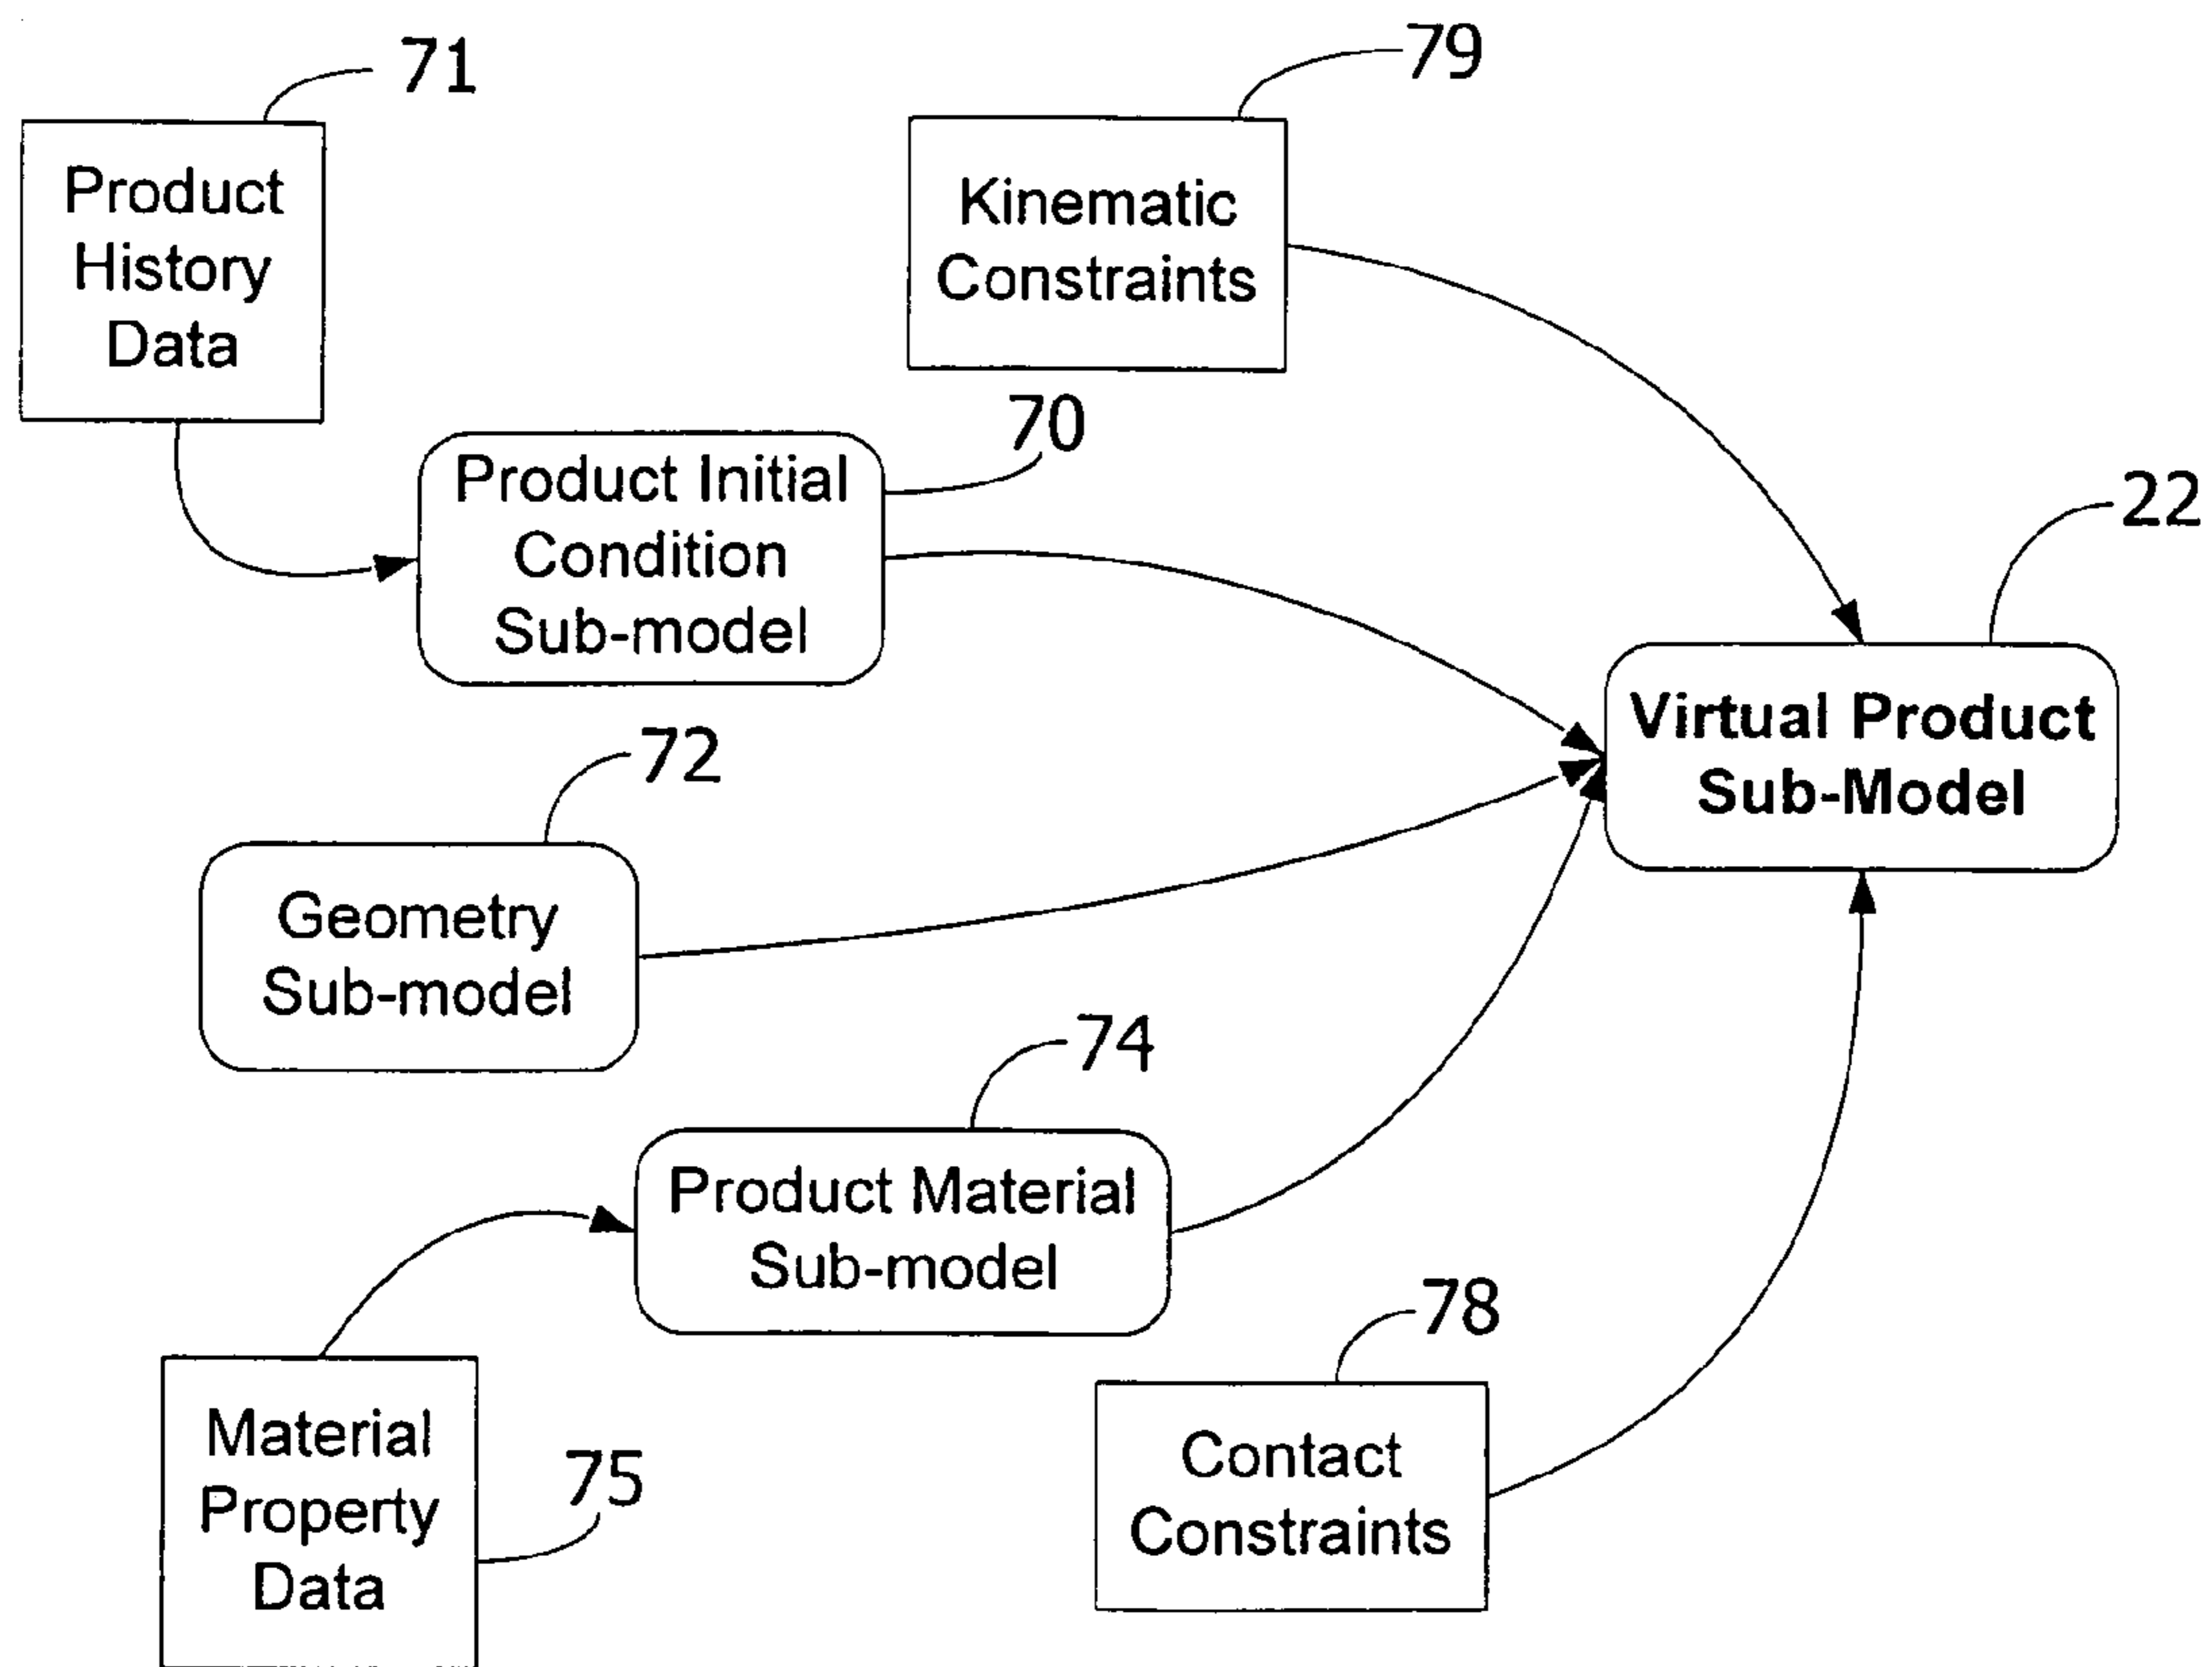 71
Product
History
Data
79
Kinematic
Constraints
70
Product Initial
Condition
Sub-model
22
Virtual Product
Sub-Model
72
Geometry
Sub-model
74
Product Material
Sub-model
75
Material
Property
Data
78
Contact
Constraints